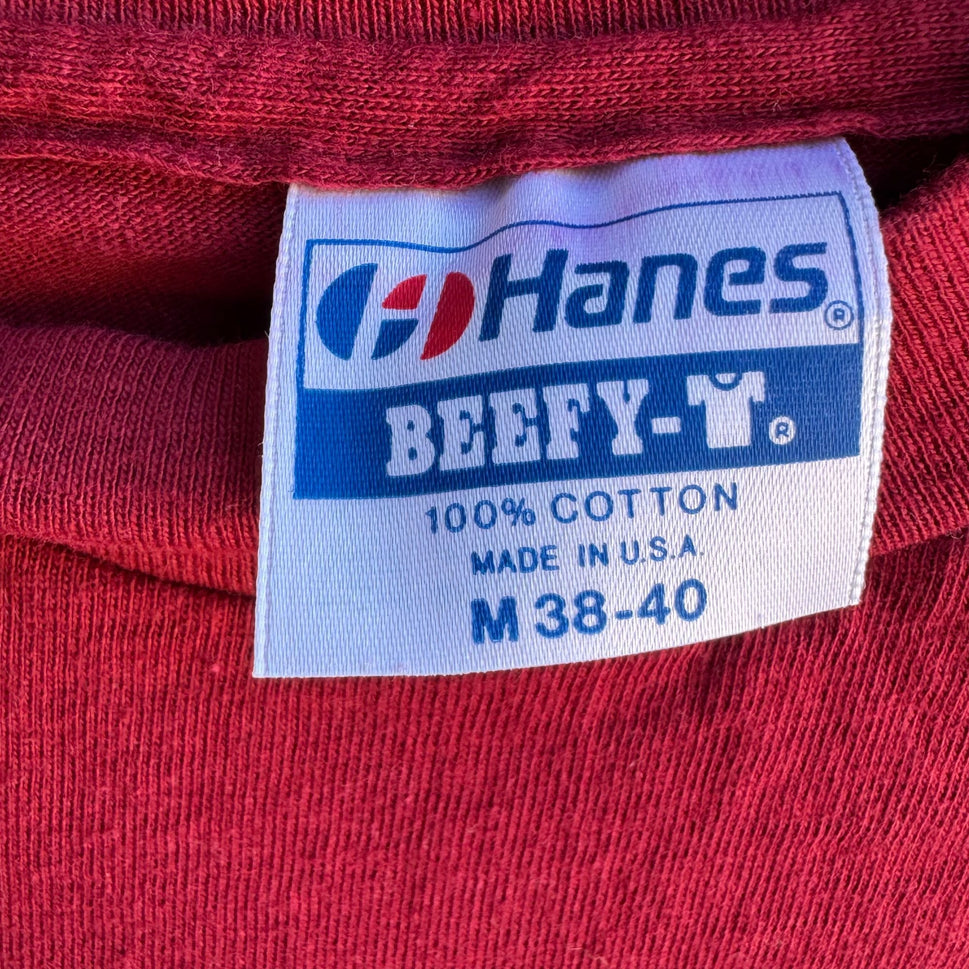 Hanes®
BEEFY-T®
100% COTTON
MADE IN U.S.A.
M 38-40